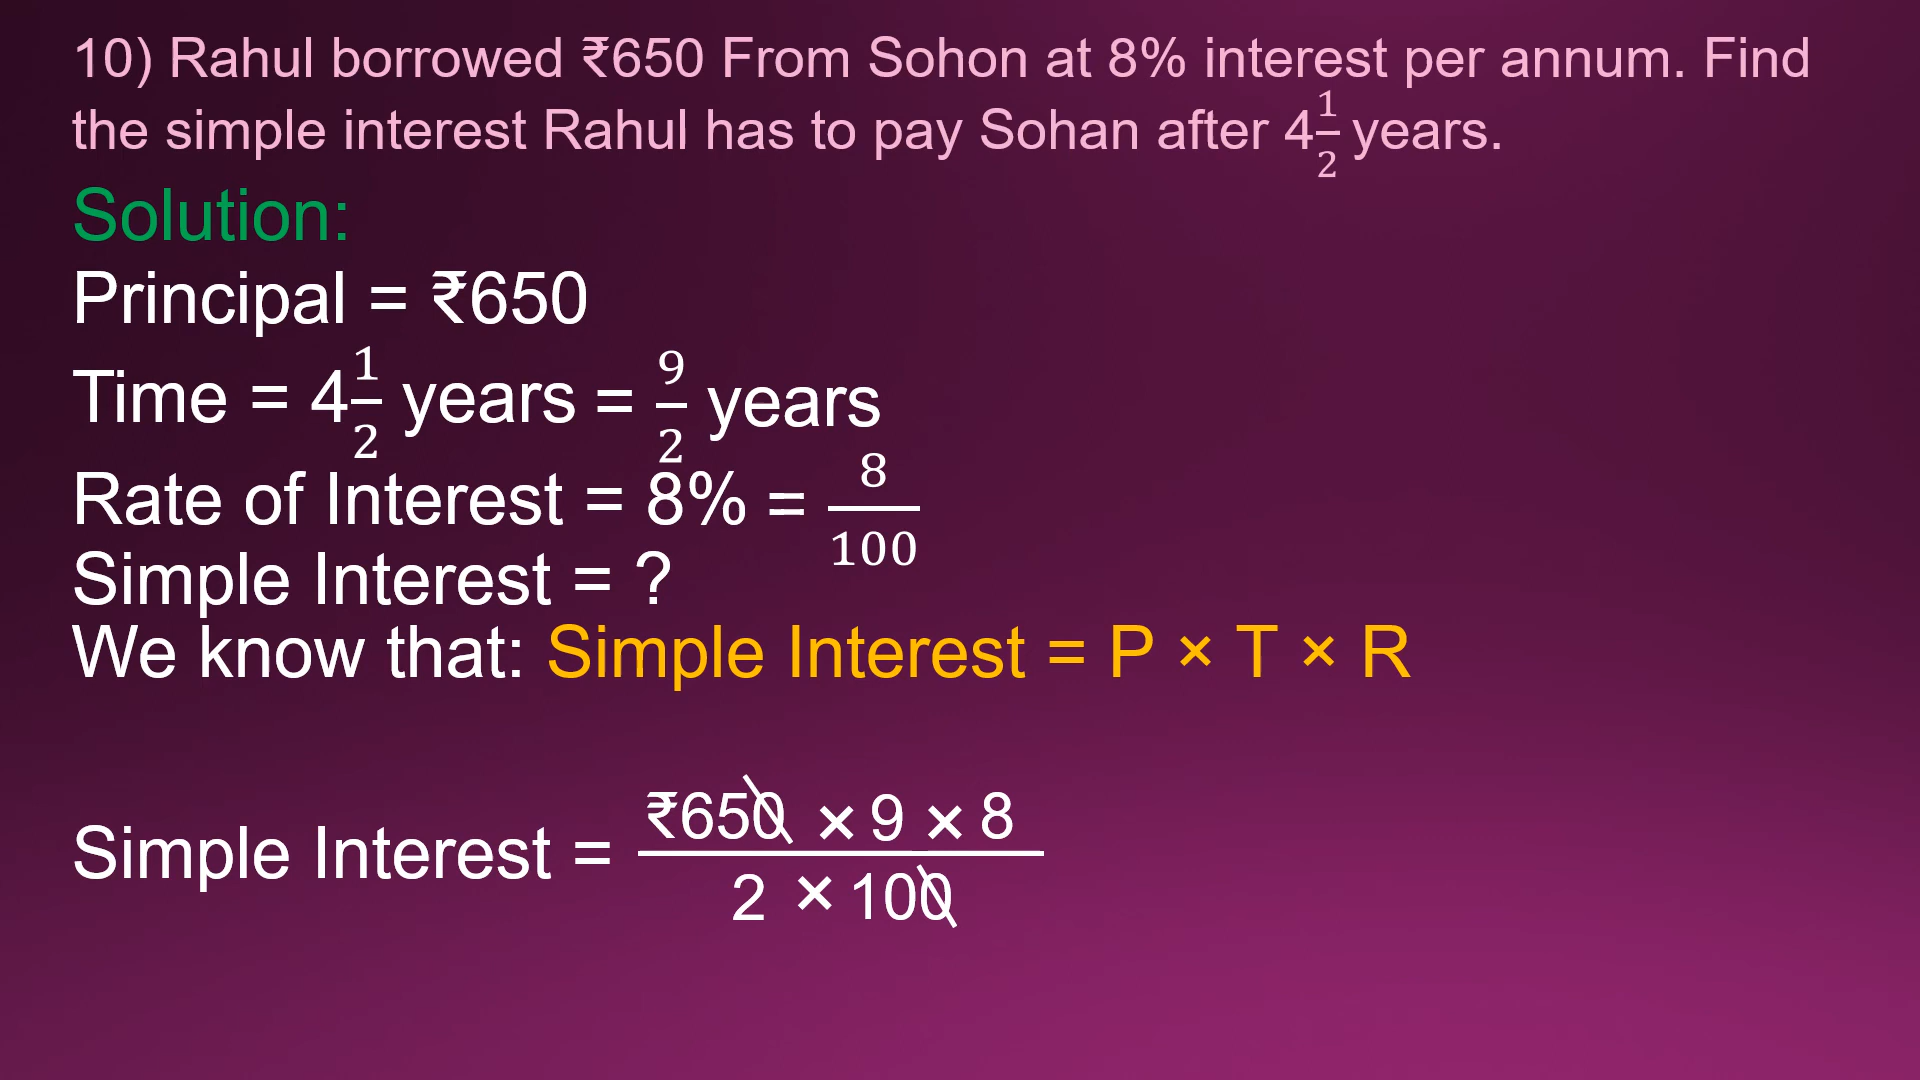 10) Rahul borrowed ₹650 From Sohon at 8% interest per annum. Find
the simple interest Rahul has to pay Sohan after 4 1/2 years.
Solution:
Principal = ₹650
Time = 4 1/2 years = 9/2 years
Rate of Interest = 8% = 8/100
Simple Interest = ?
We know that: Simple Interest = P × T × R
Simple Interest = ₹650 × 9 × 8
2 × 100